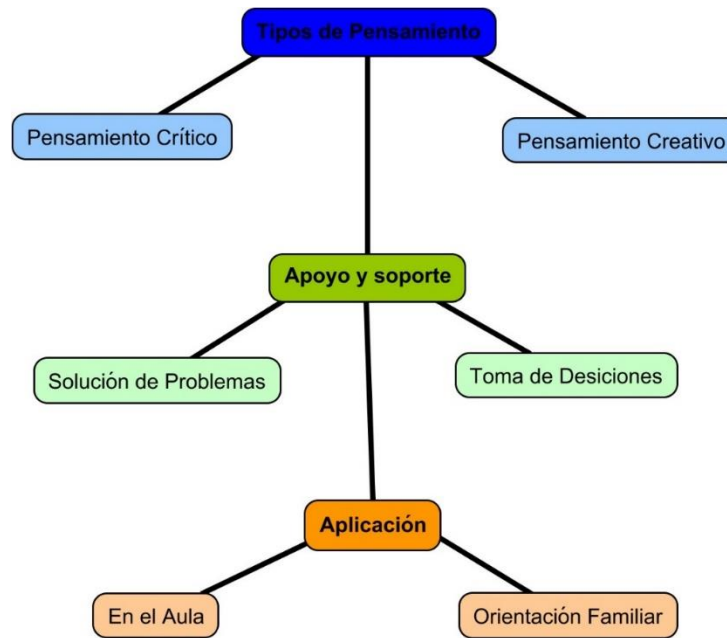 Tipos de Pensamiento
Pensamiento Crítico
Pensamiento Creativo
Apoyo y soporte
Solución de Problemas
Toma de Desiciones
Aplicación
En el Aula
Orientación Familiar